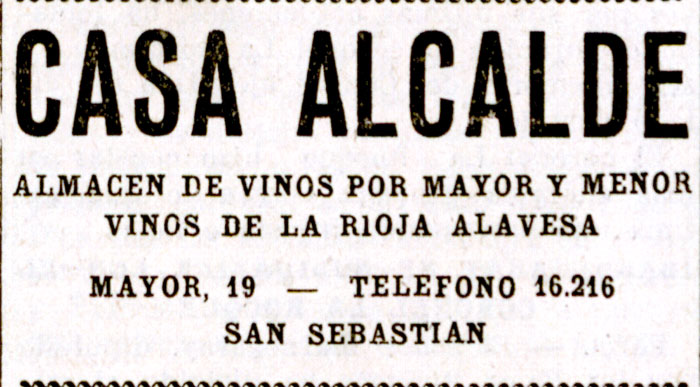 CASA ALCALDE
ALMACEN DE VINOS POR MAYOR Y MENOR
VINOS DE LA RIOJA ALAVESA
MAYOR, 19 — TELEFONO 16.216
SAN SEBASTIAN